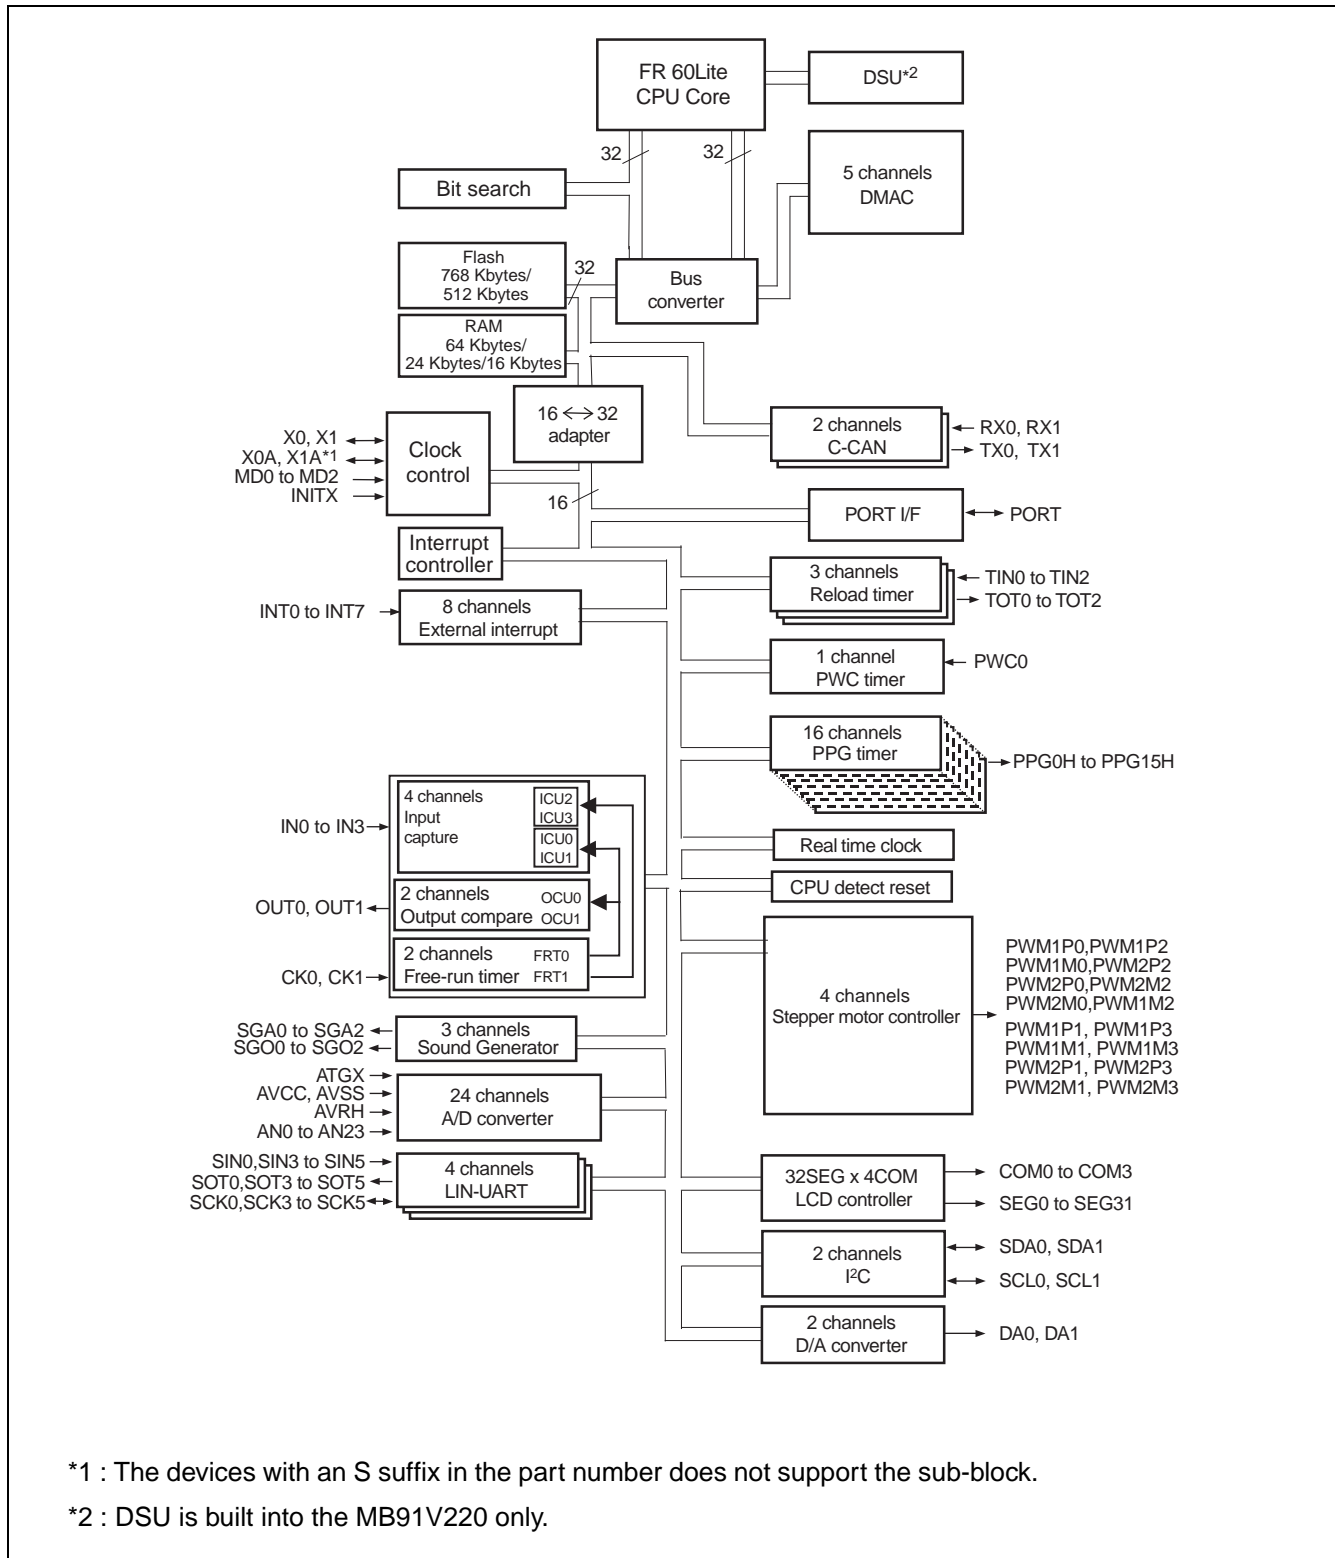 FR 60Lite
CPU Core
DSU*2
32
32
5 channels
DMAC
Bit search
Flash
768 Kbytes/
512 Kbytes
32
Bus
converter
RAM
64 Kbytes/
24 Kbytes/16 Kbytes
16 ↔ 32
adapter
X0, X1
X0A, X1A*1
MD0 to MD2
INITX
Clock
control
2 channels
C-CAN
RX0, RX1
TX0, TX1
16
PORT I/F
PORT
Interrupt
controller
3 channels
Reload timer
TIN0 to TIN2
TOT0 to TOT2
INT0 to INT7
8 channels
External interrupt
1 channel
PWC timer
PWC0
16 channels
PPG timer
PPG0H to PPG15H
IN0 to IN3
4 channels
Input
capture
ICU2
ICU3
ICU0
ICU1
Real time clock
CPU detect reset
OUT0, OUT1
2 channels
Output compare
OCU0
OCU1
CK0, CK1
2 channels
Free-run timer
FRT0
FRT1
4 channels
Stepper motor controller
PWM1P0,PWM1P2
PWM1M0,PWM2P2
PWM2P0,PWM2M2
PWM2M0,PWM1M2
PWM1P1, PWM1P3
PWM1M1, PWM1M3
PWM2P1, PWM2P3
PWM2M1, PWM2M3
SGA0 to SGA2
SGO0 to SGO2
3 channels
Sound Generator
ATGX
AVCC, AVSS
AVRH
AN0 to AN23
24 channels
A/D converter
SIN0,SIN3 to SIN5
SOT0,SOT3 to SOT5
SCK0,SCK3 to SCK5
4 channels
LIN-UART
32SEG x 4COM
LCD controller
COM0 to COM3
SEG0 to SEG31
2 channels
I2C
SDA0, SDA1
SCL0, SCL1
2 channels
D/A converter
DA0, DA1
*1 : The devices with an S suffix in the part number does not support the sub-block.
*2 : DSU is built into the MB91V220 only.